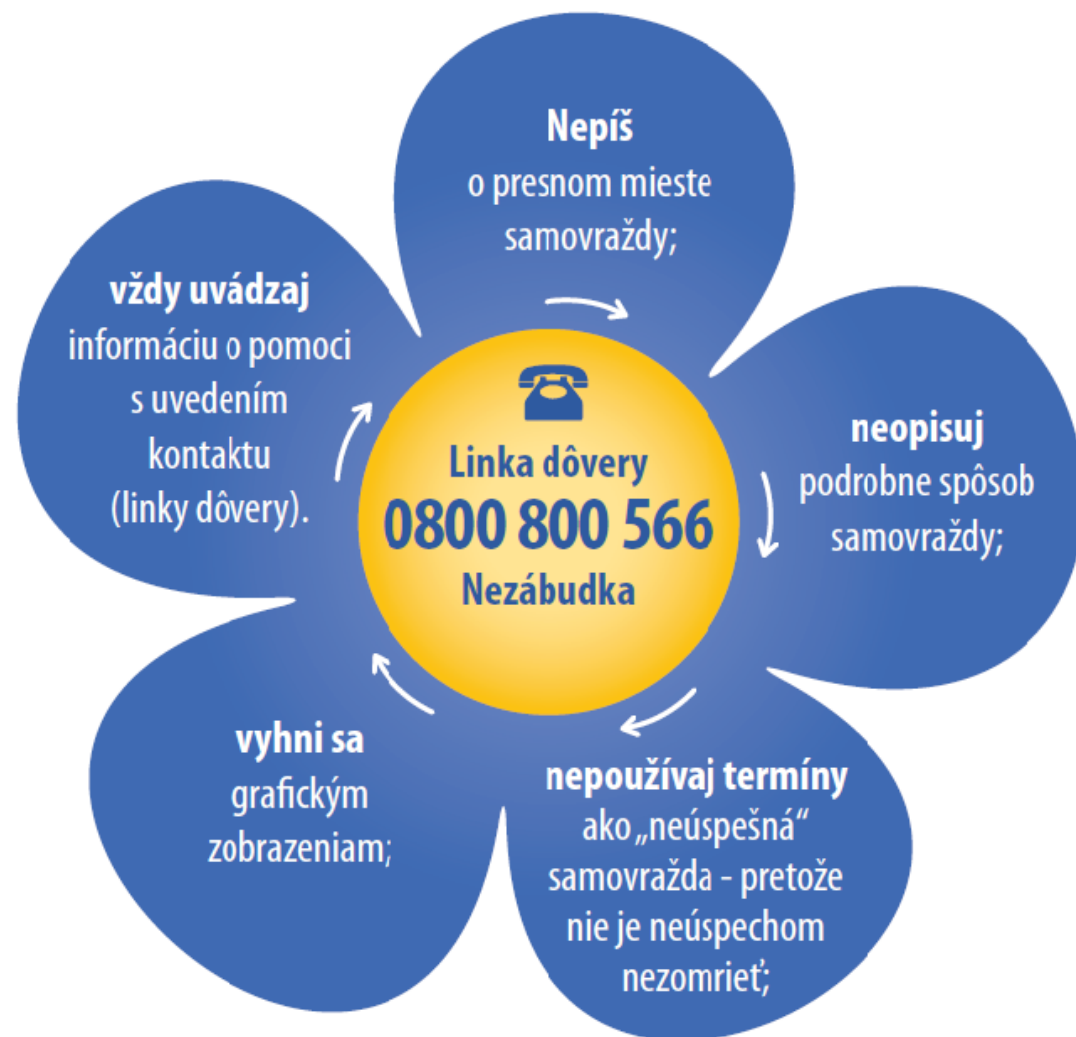 Nepíš
o presnom mieste
samovraždy;
neopisuj
podrobne spôsob
samovraždy;
nepoužívaj termíny
ako „neúspešná“
samovražda - pretože
nie je neúspechom
nezomrieť;
vyhni sa
grafickým
zobrazeniam;
vždy uvádzaj
informáciu o pomoci
s uvedením
kontaktu
(linky dôvery).
Linka dôvery
0800 800 566
Nezábudka